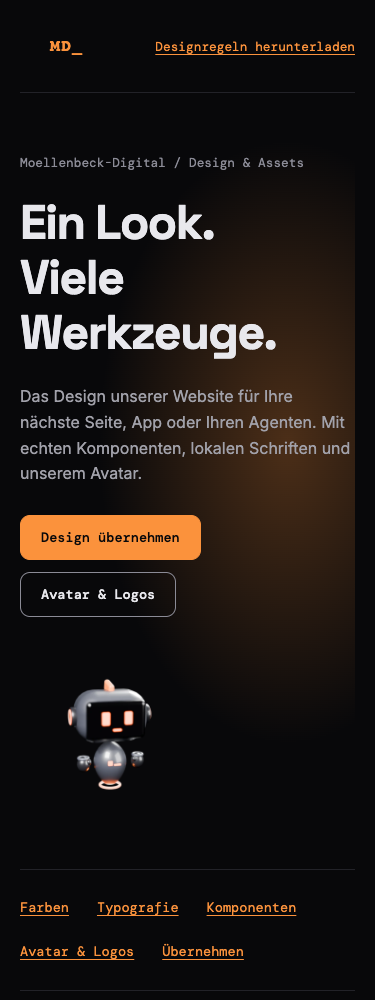 MD_
Designregeln herunterladen
Moellenbeck-Digital / Design & Assets
Ein Look.
Viele
Werkzeuge.
Das Design unserer Website für Ihre
nächste Seite, App oder Ihren Agenten. Mit
echten Komponenten, lokalen Schriften und
unserem Avatar.
Design übernehmen
Avatar & Logos
Farben
Typografie
Komponenten
Avatar & Logos
Übernehmen